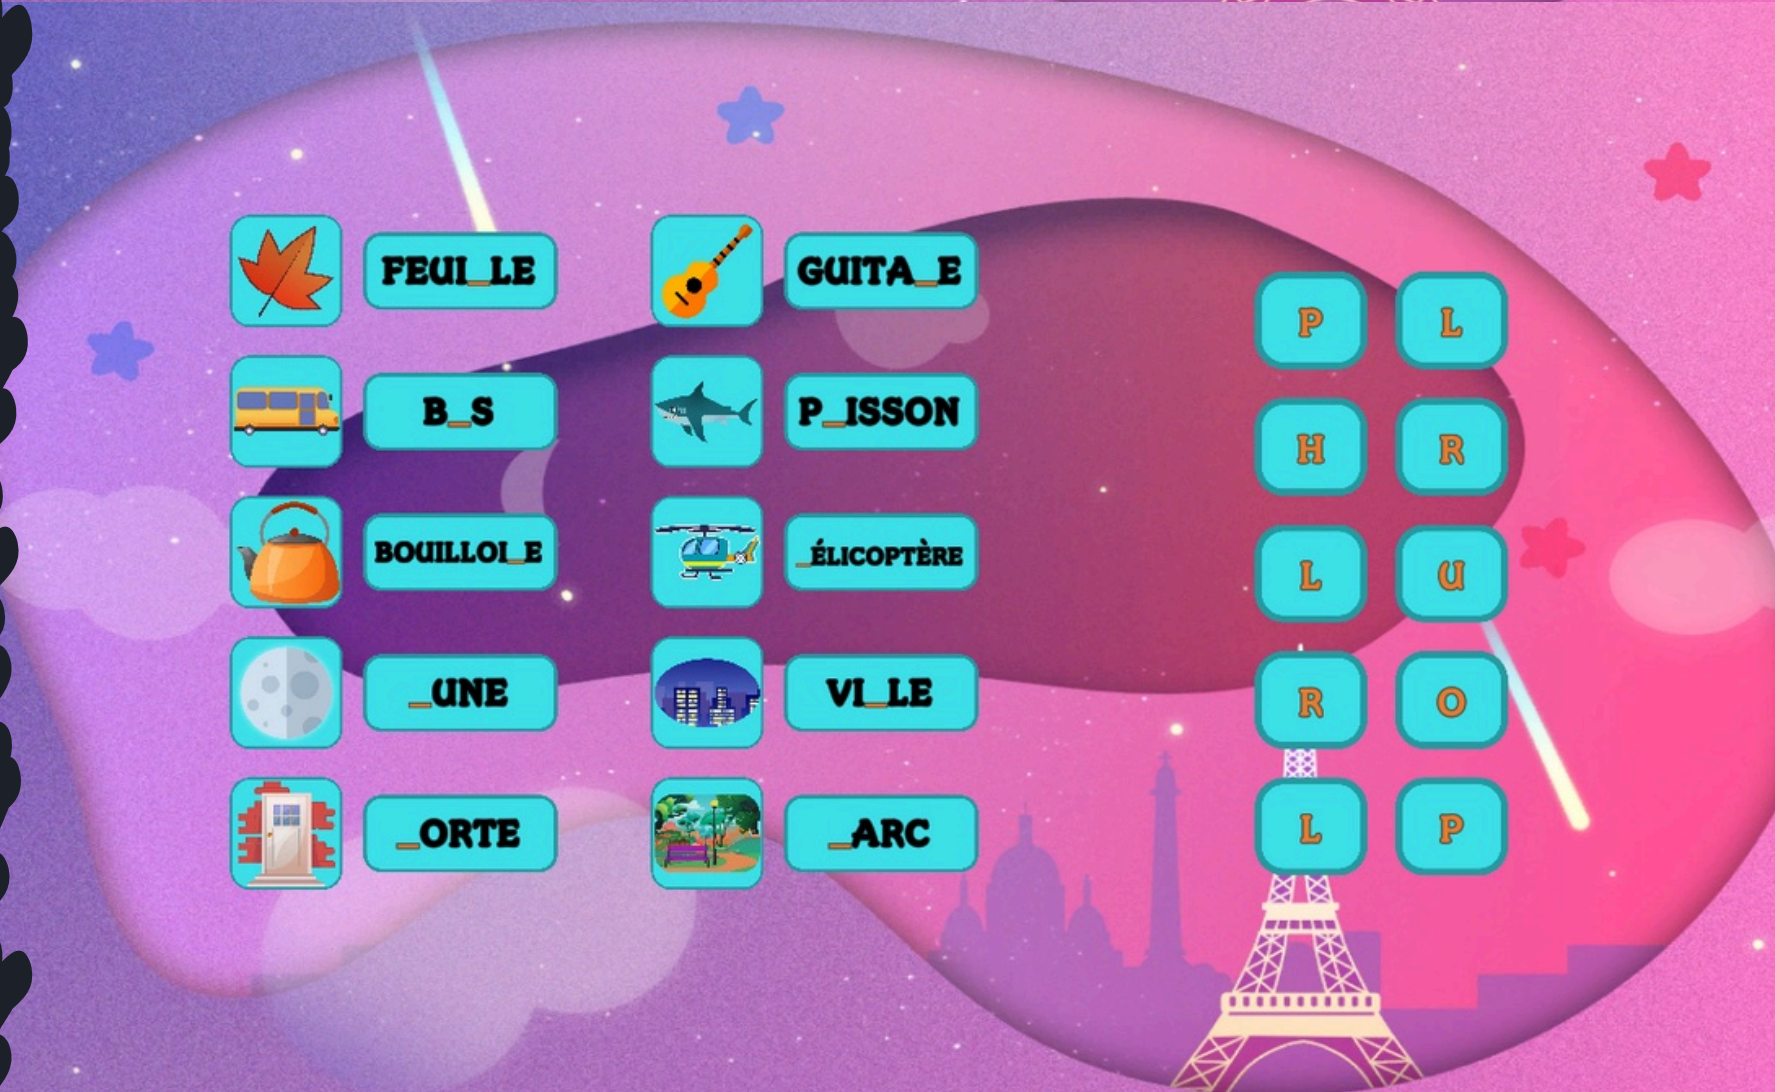 FEUI_LE
GUITA_E
B_S
P_ISSON
BOUILLOI_E
_ÉLICOPTÈRE
_UNE
VI_LE
_ORTE
_ARC
P L
H R
L U
R O
L P